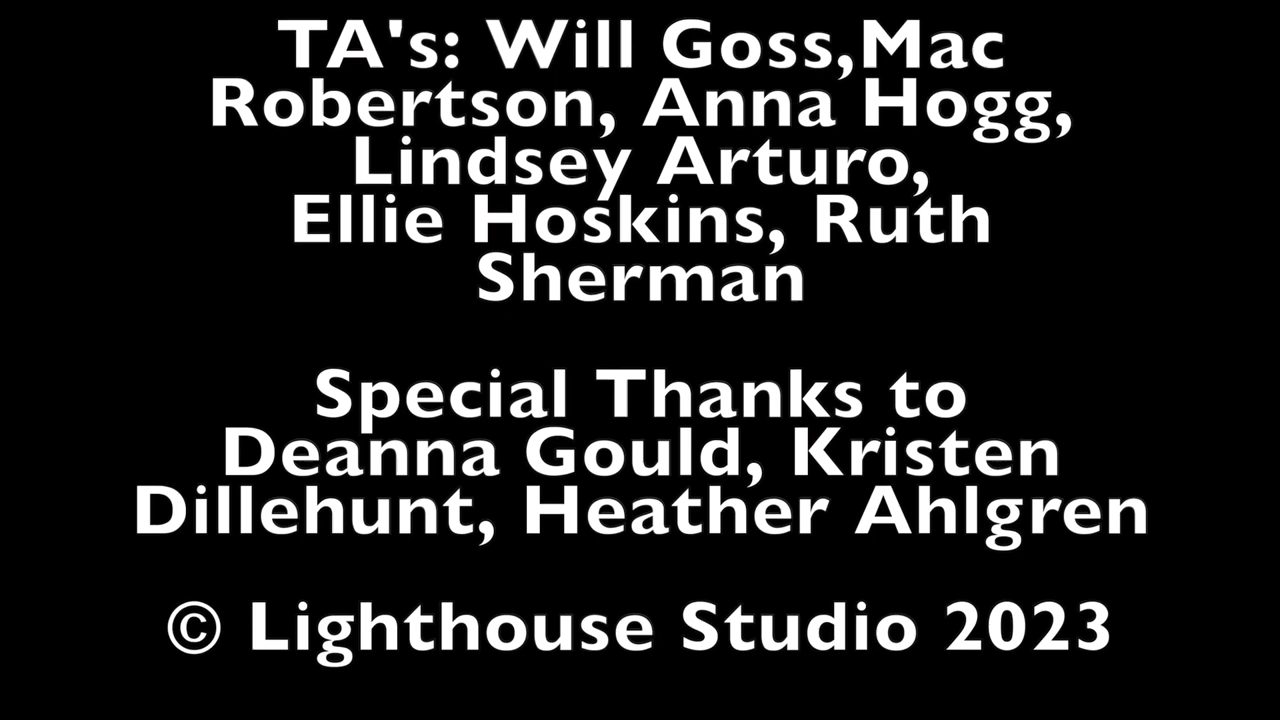 TA's: Will Goss,Mac
Robertson, Anna Hogg,
Lindsey Arturo,
Ellie Hoskins, Ruth
Sherman
Special Thanks to
Deanna Gould, Kristen
Dillehunt, Heather Ahlgren
© Lighthouse Studio 2023